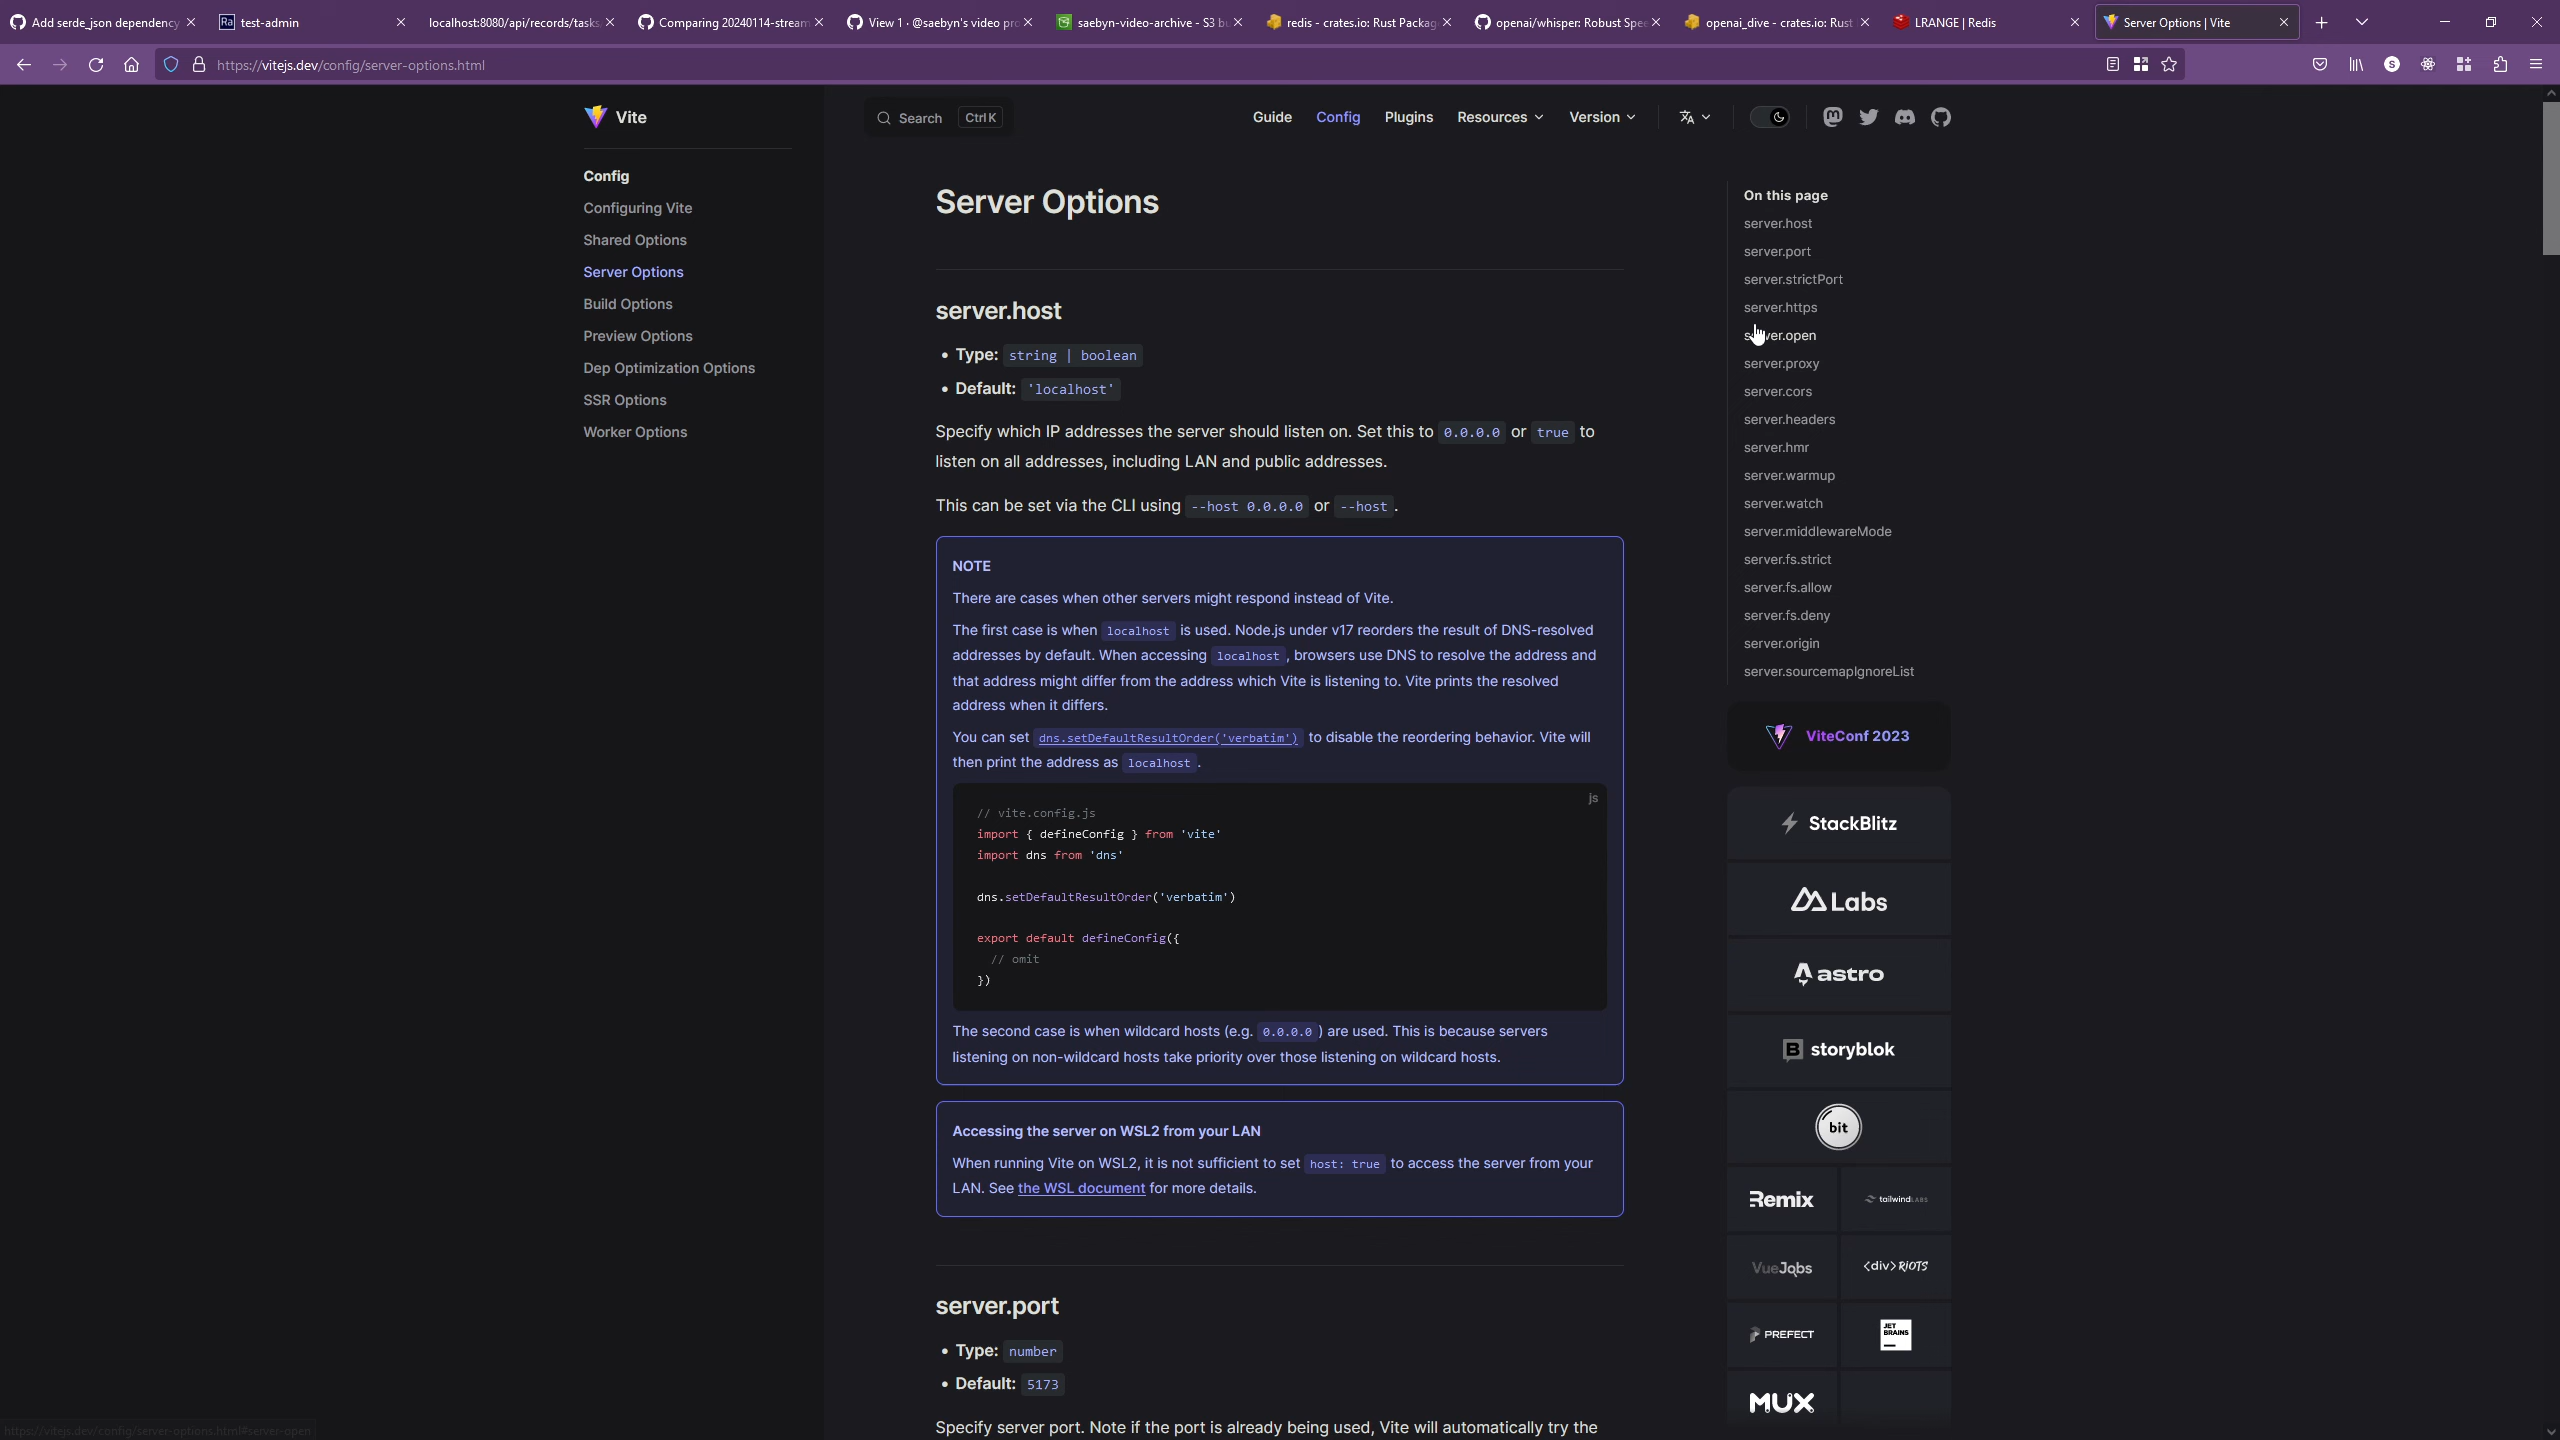 Add serde_json dependency
test-admin
localhost:8080/api/records/tasks
Comparing 20240114-stream
View 1 · @saebyn's video pro
saebyn-video-archive - S3 bu
redis - crates.io: Rust Packag
openai/whisper: Robust Spee
openai_dive - crates.io: Rust
LRANGE | Redis
Server Options | Vite
https://vitejs.dev/config/server-options.html
Vite
Search
Ctrl K
Guide
Config
Plugins
Resources
Version
Config
Configuring Vite
Shared Options
Server Options
Build Options
Preview Options
Dep Optimization Options
SSR Options
Worker Options
Server Options
server.host
• Type: string | boolean
• Default: 'localhost'
Specify which IP addresses the server should listen on. Set this to 0.0.0.0 or true to
listen on all addresses, including LAN and public addresses.
This can be set via the CLI using --host 0.0.0.0 or --host.
NOTE
There are cases when other servers might respond instead of Vite.
The first case is when localhost is used. Node.js under v17 reorders the result of DNS-resolved
addresses by default. When accessing localhost, browsers use DNS to resolve the address and
that address might differ from the address which Vite is listening to. Vite prints the resolved
address when it differs.
You can set dns.setDefaultResultOrder('verbatim') to disable the reordering behavior. Vite will
then print the address as localhost.
js
// vite.config.js
import { defineConfig } from 'vite'
import dns from 'dns'
dns.setDefaultResultOrder('verbatim')
export default defineConfig({
// omit
})
The second case is when wildcard hosts (e.g. 0.0.0.0) are used. This is because servers
listening on non-wildcard hosts take priority over those listening on wildcard hosts.
Accessing the server on WSL2 from your LAN
When running Vite on WSL2, it is not sufficient to set host: true to access the server from your
LAN. See the WSL document for more details.
server.port
• Type: number
• Default: 5173
Specify server port. Note if the port is already being used, Vite will automatically try the
On this page
server.host
server.port
server.strictPort
server.https
server.open
server.proxy
server.cors
server.headers
server.hmr
server.warmup
server.watch
server.middlewareMode
server.fs.strict
server.fs.allow
server.fs.deny
server.origin
server.sourcemapIgnoreList
ViteConf 2023
StackBlitz
Labs
astro
storyblok
bit
Remix
tailwind LABS
VueJobs
<div>RIOTS
PREFECT
JET
BRAINS
MUX
https://vitejs.dev/config/server-options.html#server-open